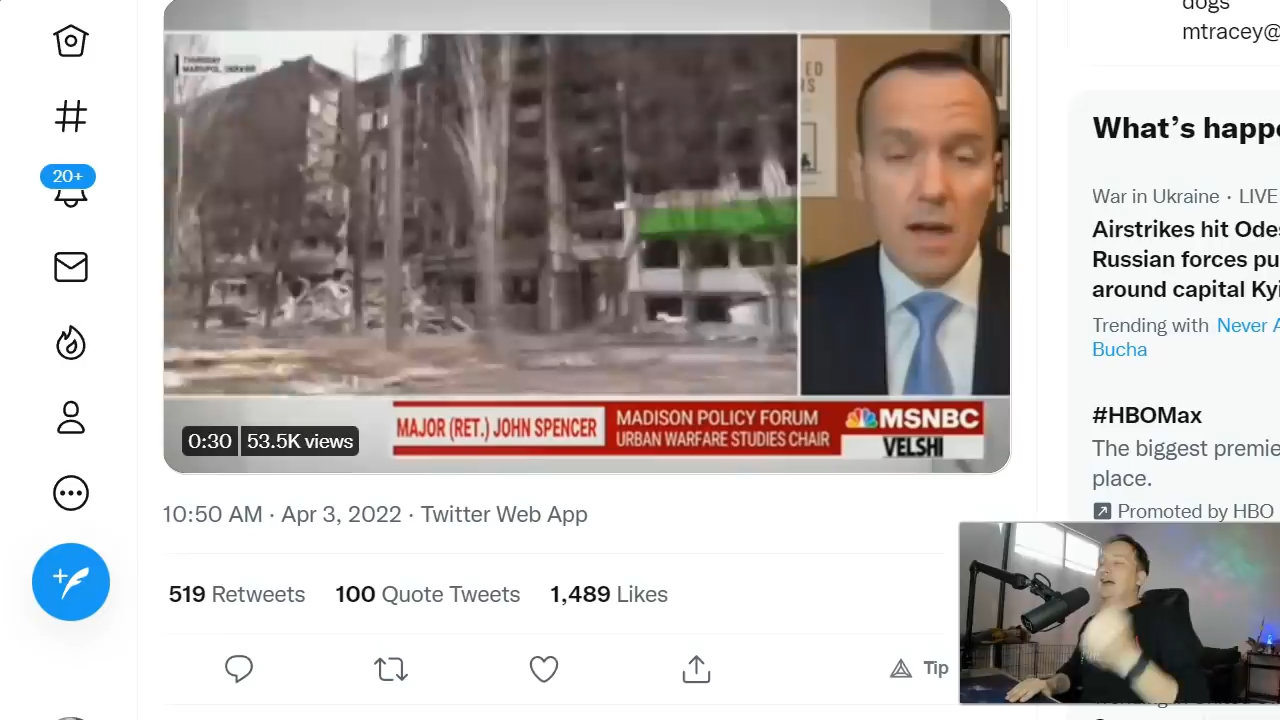 dogs
mtracey@
THURSDAY
MARIUPOL, UKRAINE
20+
What's happe
War in Ukraine · LIVE
Airstrikes hit Odes
Russian forces pu
around capital Kyi
Trending with Never A
Bucha
MAJOR (RET.) JOHN SPENCER
MADISON POLICY FORUM
URBAN WARFARE STUDIES CHAIR
MSNBC
VELSHI
0:30
53.5K views
#HBOMax
The biggest premie
place.
Promoted by HBO
10:50 AM · Apr 3, 2022 · Twitter Web App
519 Retweets 100 Quote Tweets 1,489 Likes
Tip